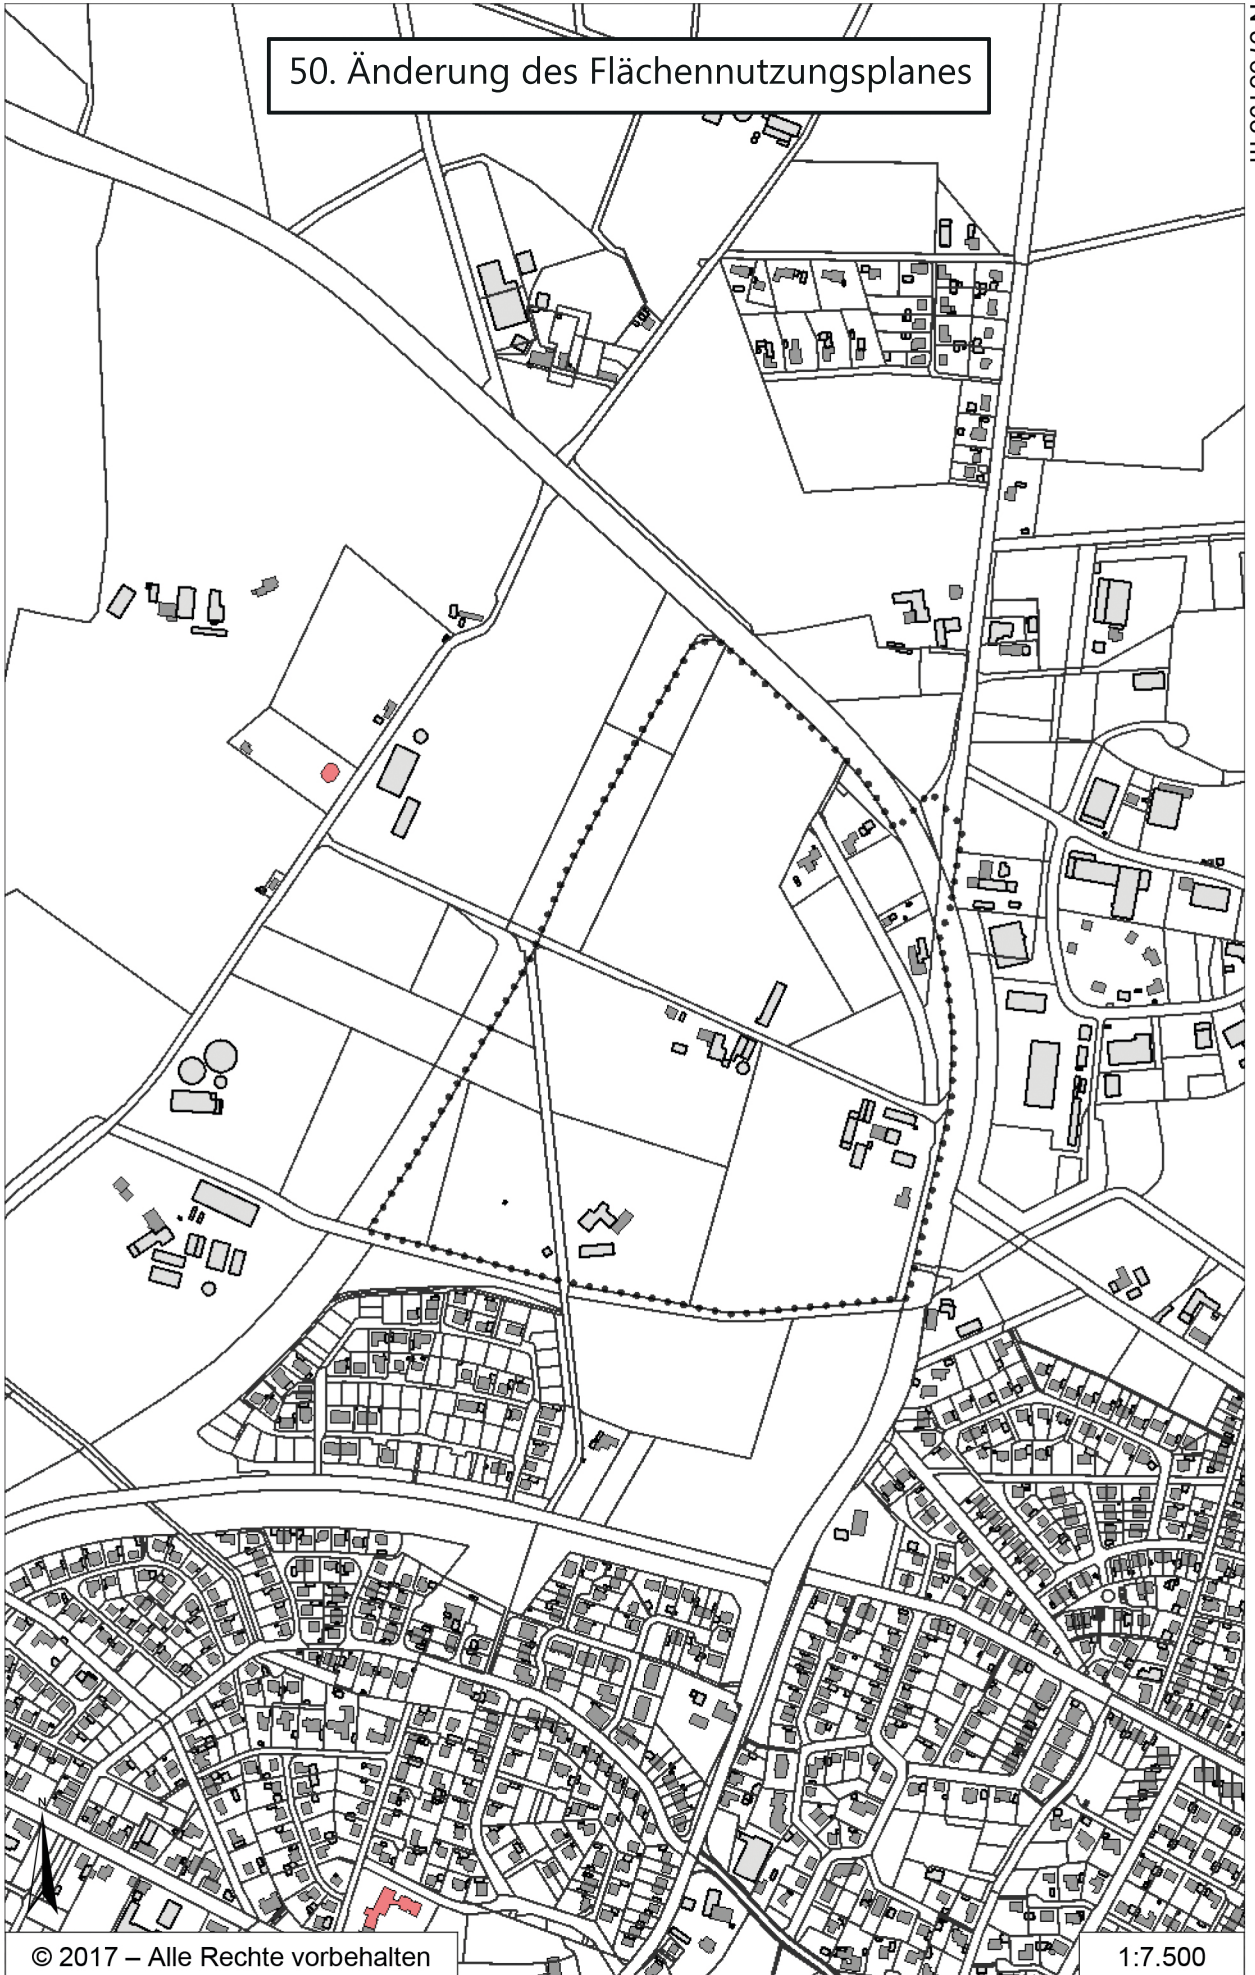 50. Änderung des Flächennutzungsplanes
N
© 2017 – Alle Rechte vorbehalten
1:7.500